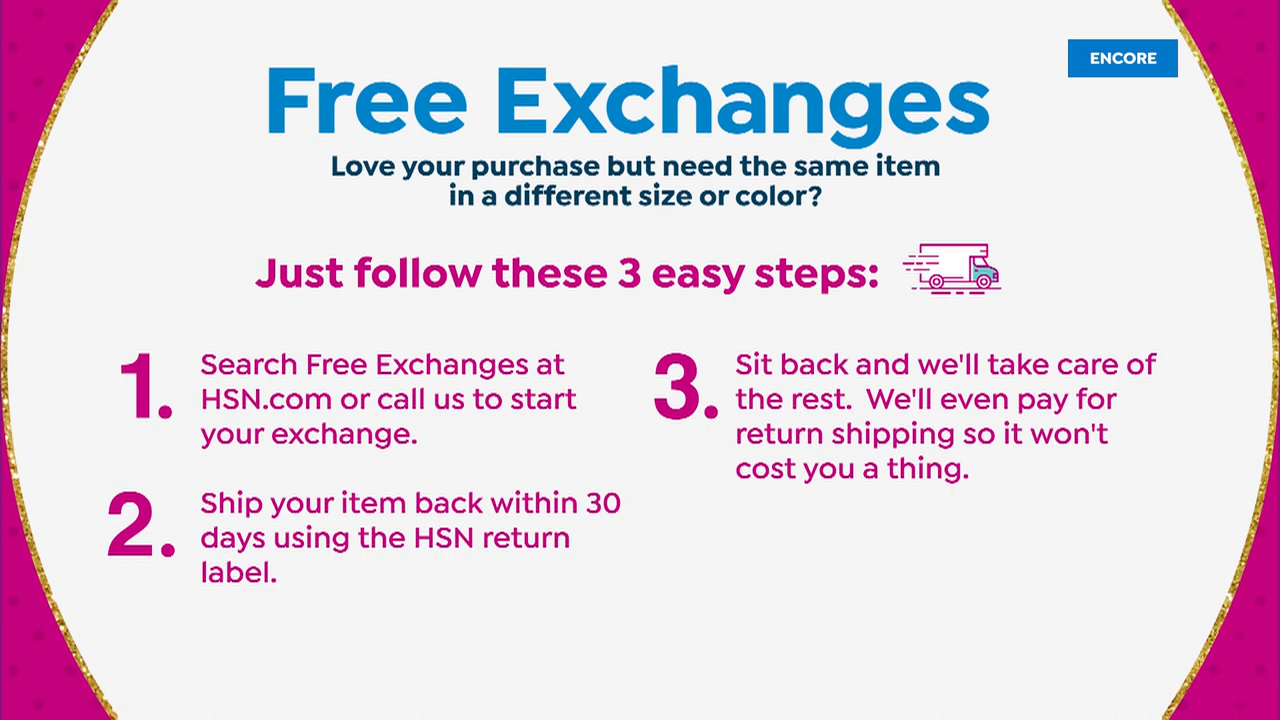 ENCORE
Free Exchanges
Love your purchase but need the same item
in a different size or color?
Just follow these 3 easy steps:
1. Search Free Exchanges at
HSN.com or call us to start
your exchange.
2. Ship your item back within 30
days using the HSN return
label.
3. Sit back and we'll take care of
the rest.  We'll even pay for
return shipping so it won't
cost you a thing.